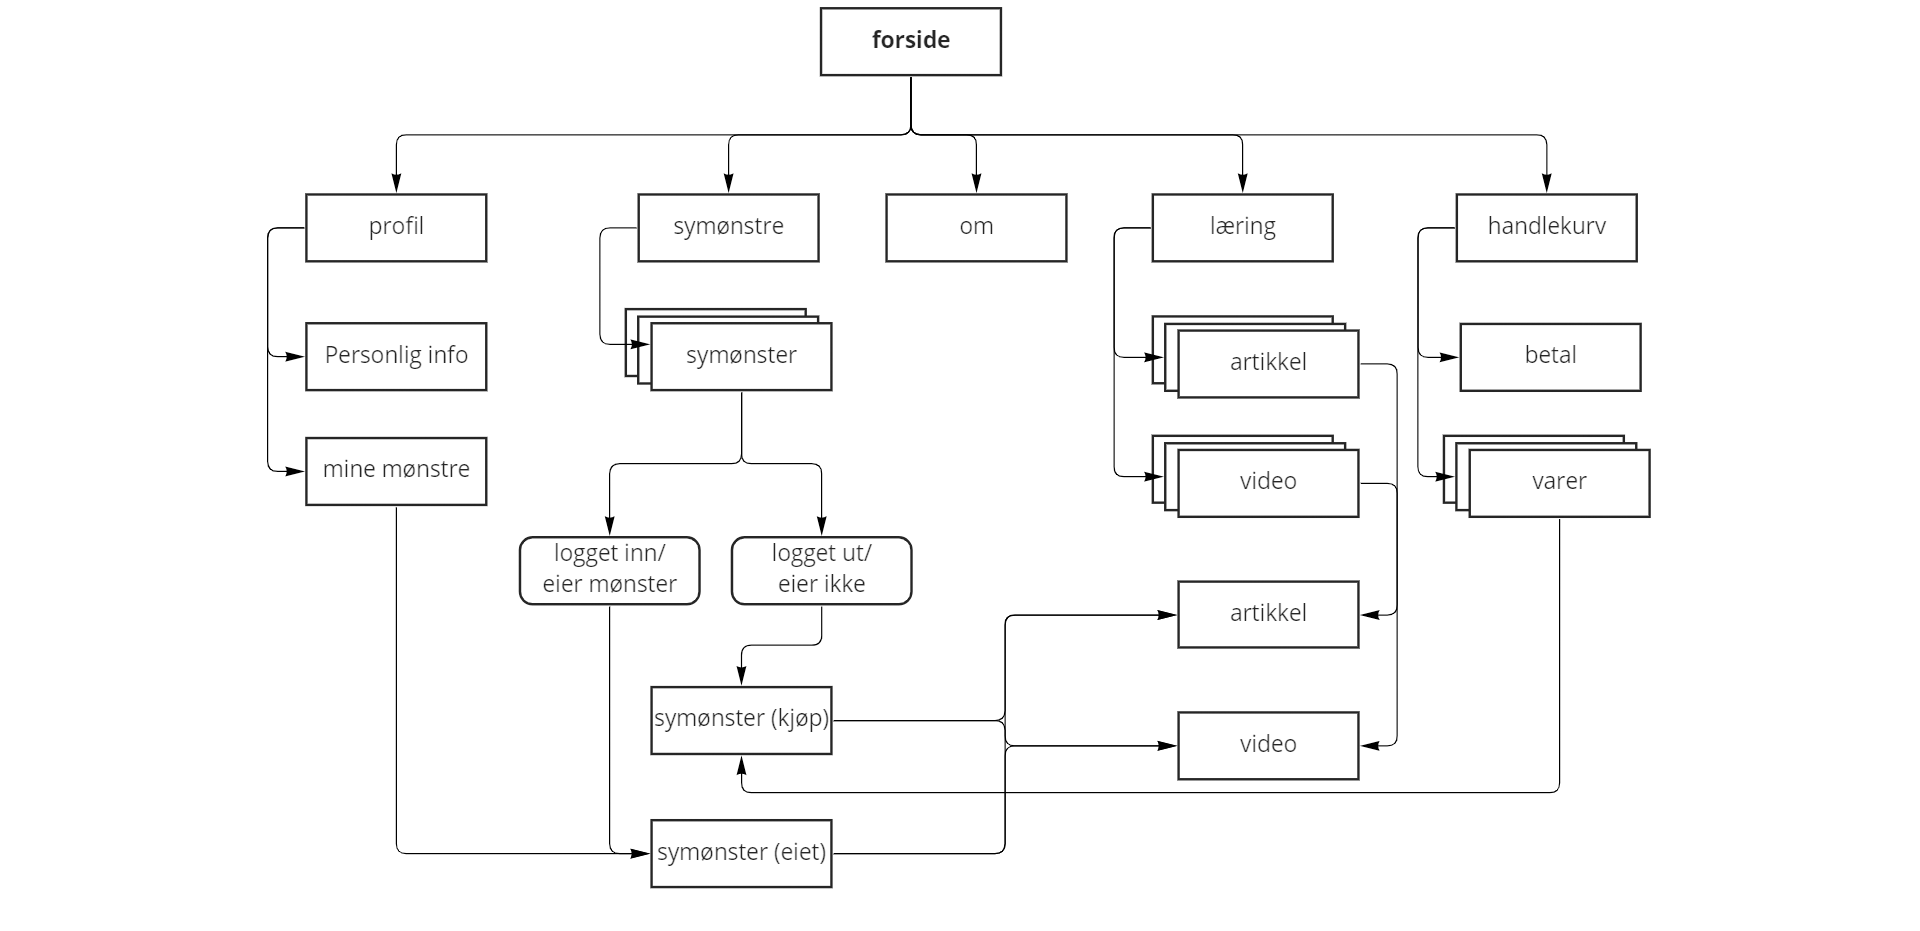 forside
profil
symønstre
om
læring
handlekurv
Personlig info
symønster
artikkel
betal
mine mønstre
video
varer
logget inn/
eier mønster
logget ut/
eier ikke
artikkel
symønster (kjøp)
video
symønster (eiet)